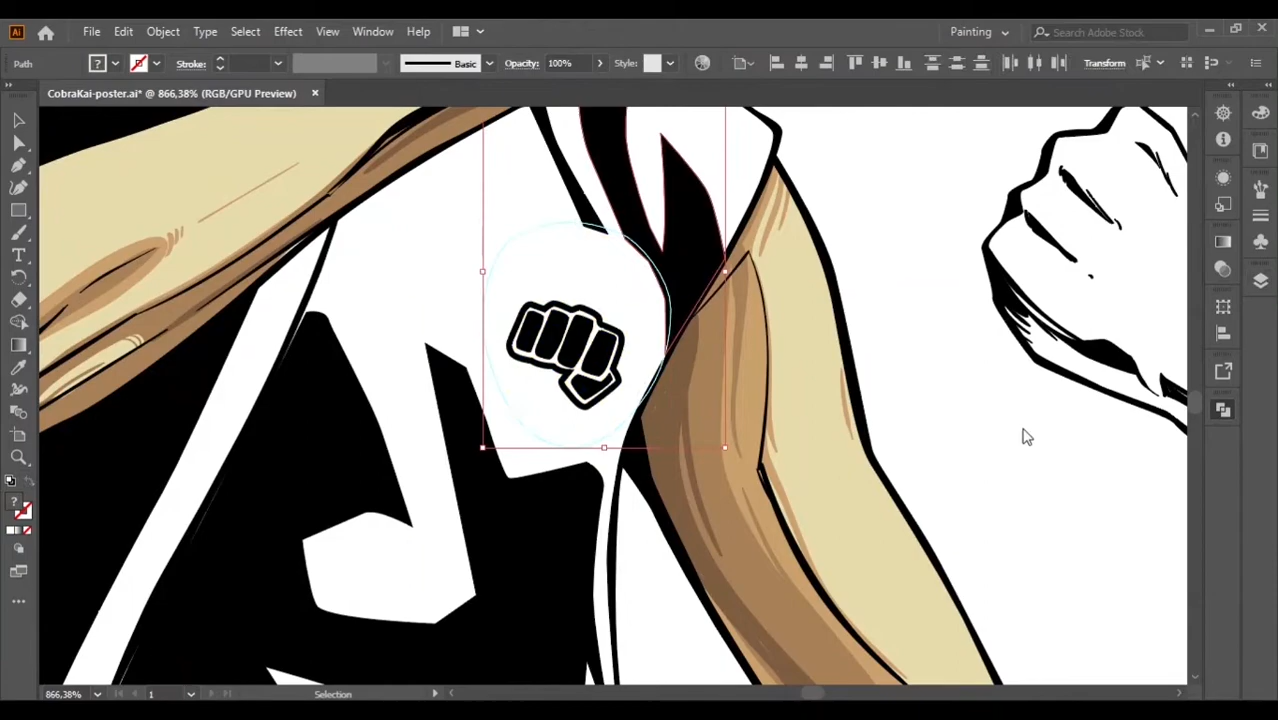 Ai File Edit Object Type Select Effect View Window Help Painting Search Adobe Stock
Path ? Stroke: Basic Opacity: 100% Style: Transform
CobraKai-poster.ai* @ 866,38% (RGB/GPU Preview) ×
T
?
866,38% 1 Selection